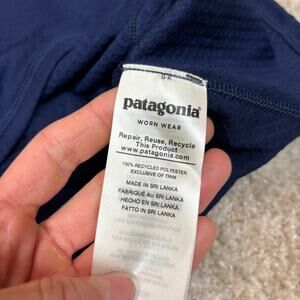 patagonia®
WORN WEAR
Repair, Reuse, Recycle
This Product
www.patagonia.com
100% RECYCLED POLYESTER
EXCLUSIVE OF TRIM
MADE IN SRI LANKA
FABRIQUÉ AU SRI LANKA
HECHO EN SRI LANKA
FATTO IN SRI LANKA